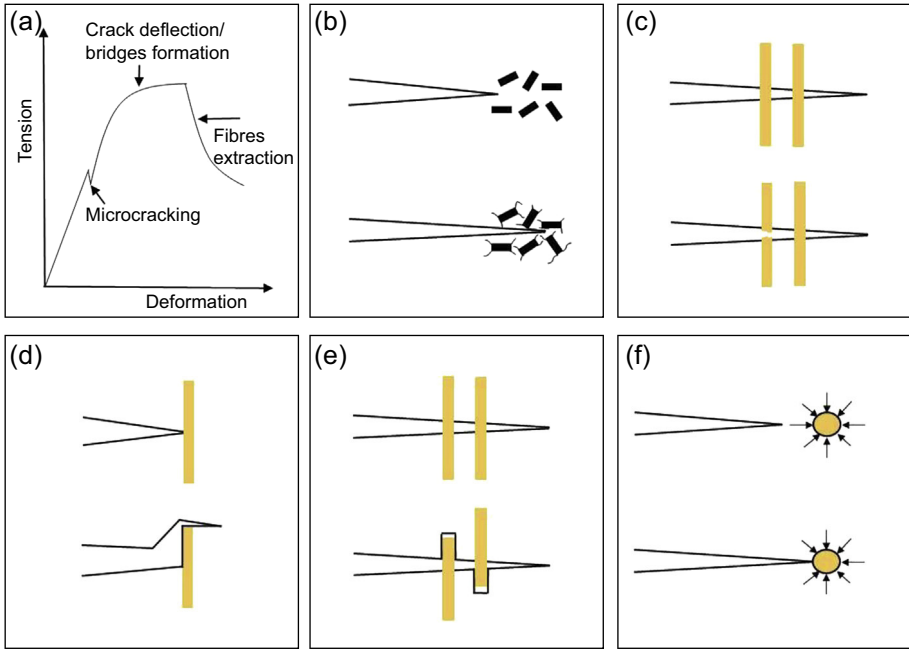 (a)
Crack deflection/
bridges formation
Tension
Fibres
extraction
Microcracking
Deformation
(b)
(c)
(d)
(e)
(f)